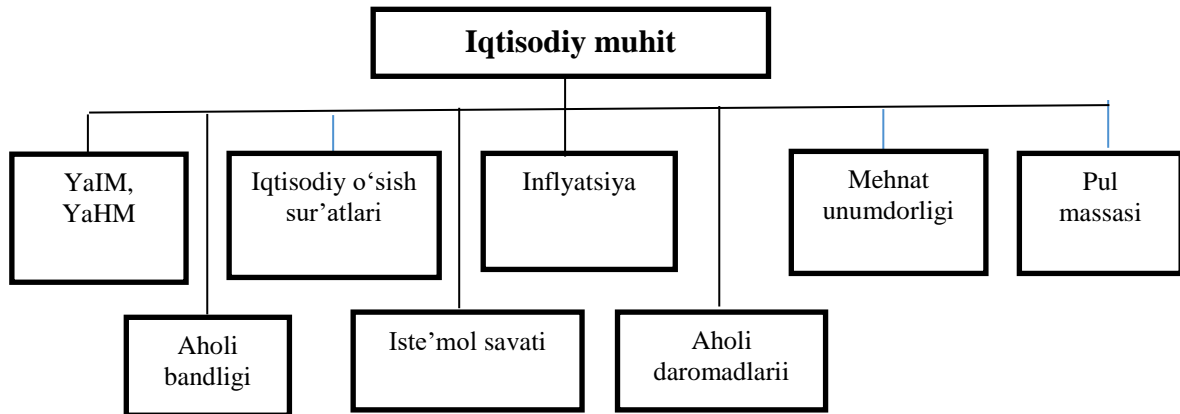 Iqtisodiy muhit
YaIM,
YaHM
Iqtisodiy o‘sish
sur’atlari
Inflyatsiya
Mehnat
unumdorligi
Pul
massasi
Aholi
bandligi
Iste’mol savati
Aholi
daromadlarii